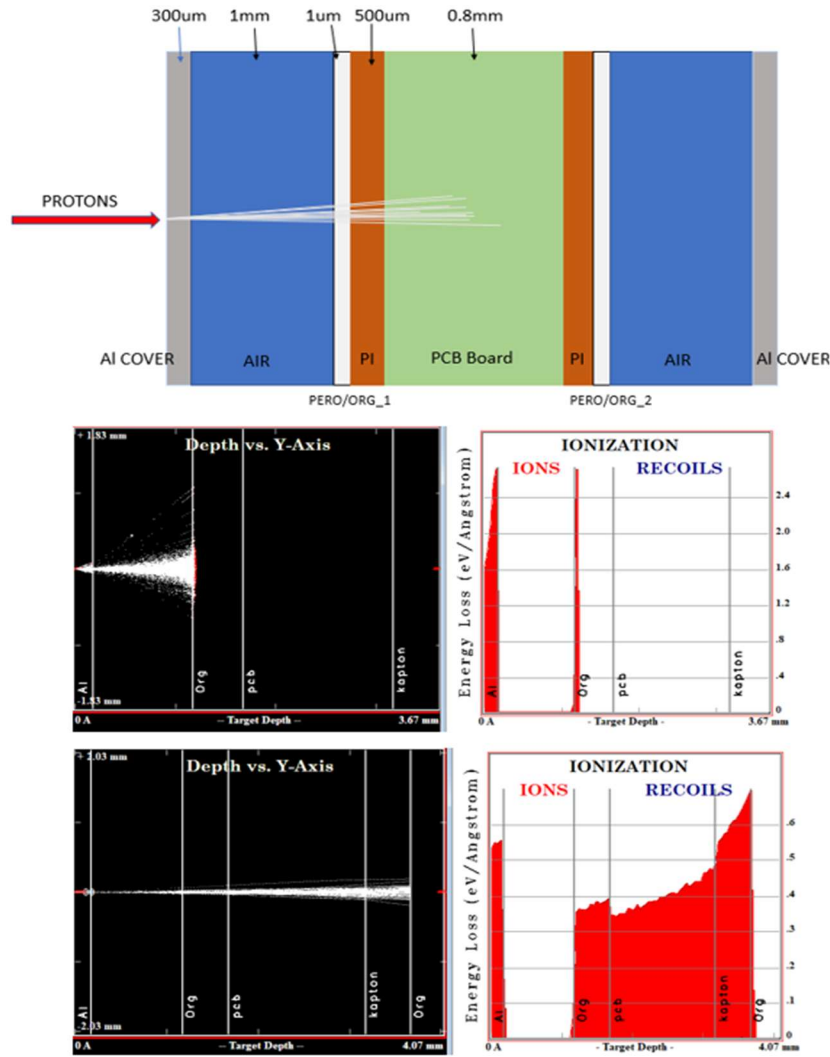 300um 1mm 1um 500um 0.8mm
PROTONS
Al COVER AIR PI PCB Board PI AIR Al COVER
PERO/ORG_1 PERO/ORG_2
+ 1.83 mm
Depth vs. Y-Axis
Al
Org
pcb
kapton
-1.83 mm
0 A -- Target Depth -- 3.67 mm
IONIZATION
IONS RECOILS
Energy Loss (eV/Angstrom)
2.4
2.0
1.6
1.2
.8
.4
0
Al
Org
pcb
kapton
0 A - Target Depth - 3.67 mm
+ 2.03 mm
Depth vs. Y-Axis
Al
Org
pcb
kapton
Org
-2.03 mm
0 A -- Target Depth -- 4.07 mm
IONIZATION
IONS RECOILS
Energy Loss (eV/Angstrom)
.6
.5
.4
.3
.2
.1
0
Al
Org
pcb
kapton
Org
0 A - Target Depth - 4.07 mm